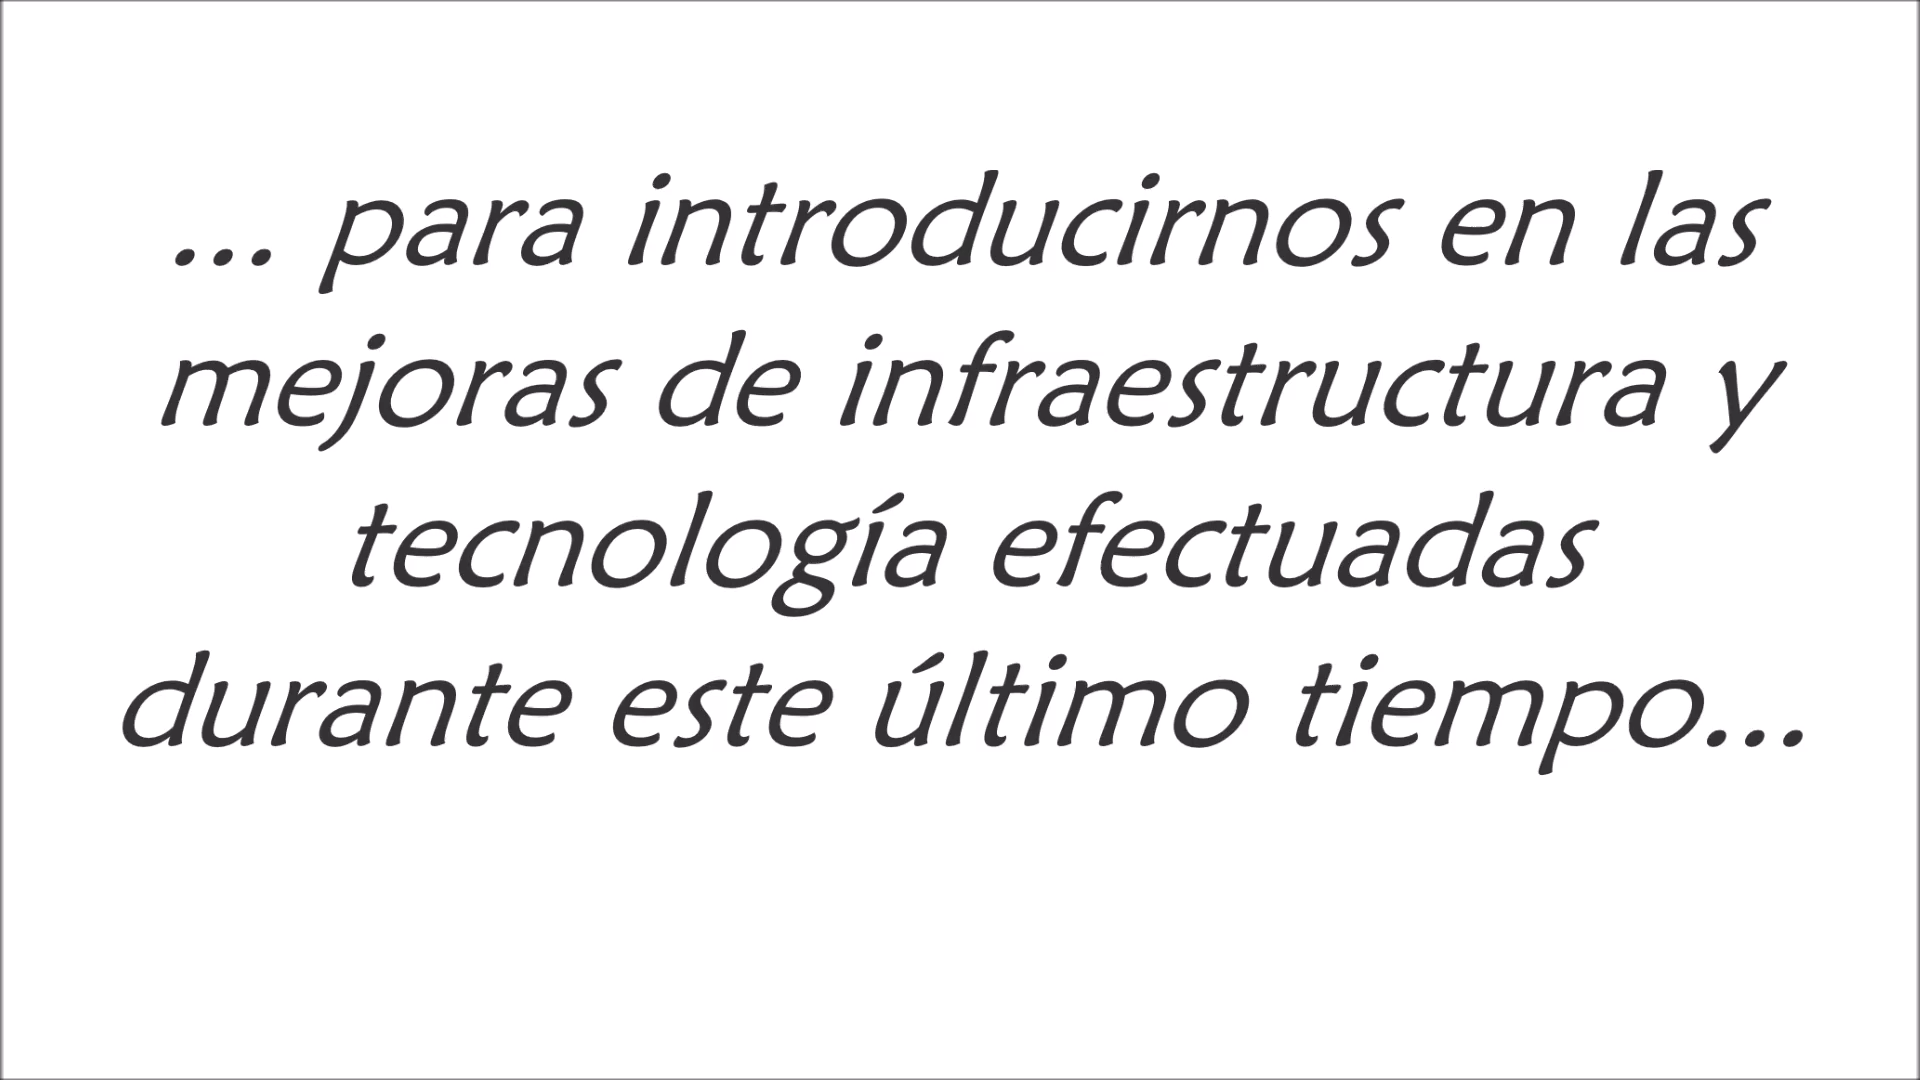 ... para introducirnos en las
mejoras de infraestructura y
tecnología efectuadas
durante este último tiempo...